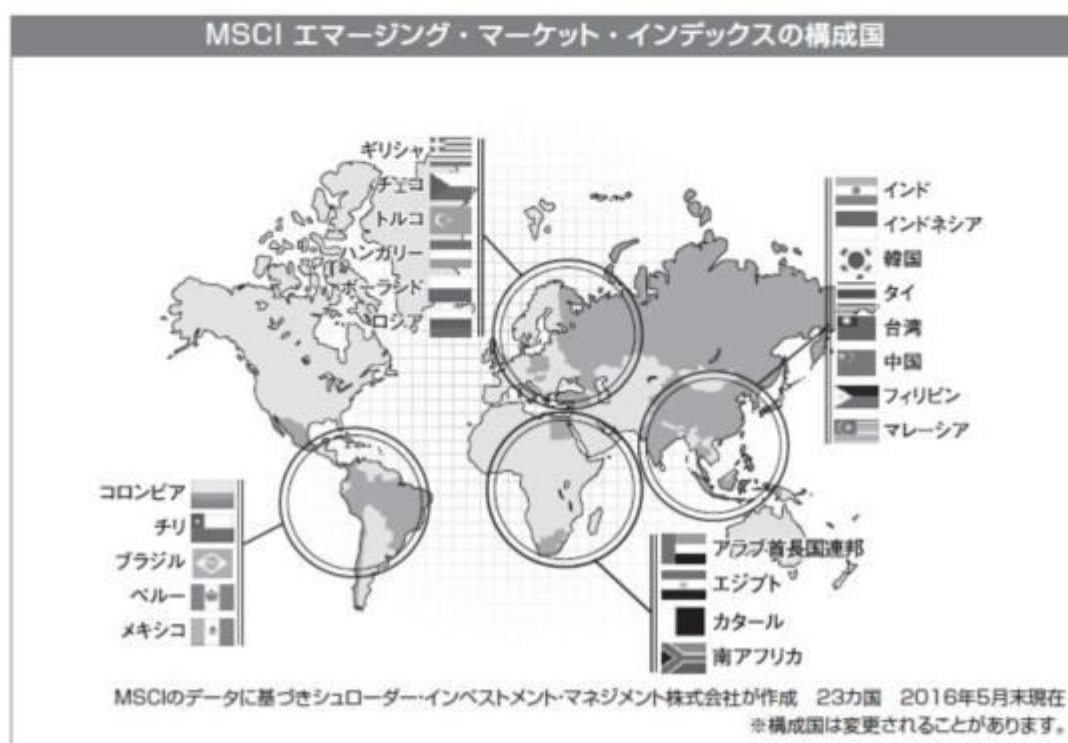 MSCI エマージング・マーケット・インデックスの構成国
ギリシャ
チェコ
トルコ
ハンガリー
ポーランド
ロシア
インド
インドネシア
韓国
タイ
台湾
中国
フィリピン
マレーシア
コロンビア
チリ
ブラジル
ペルー
メキシコ
アラブ首長国連邦
エジプト
カタール
南アフリカ
MSCIのデータに基づきシュローダー・インベストメント・マネジメント株式会社が作成 23カ国 2016年5月末現在
※構成国は変更されることがあります。